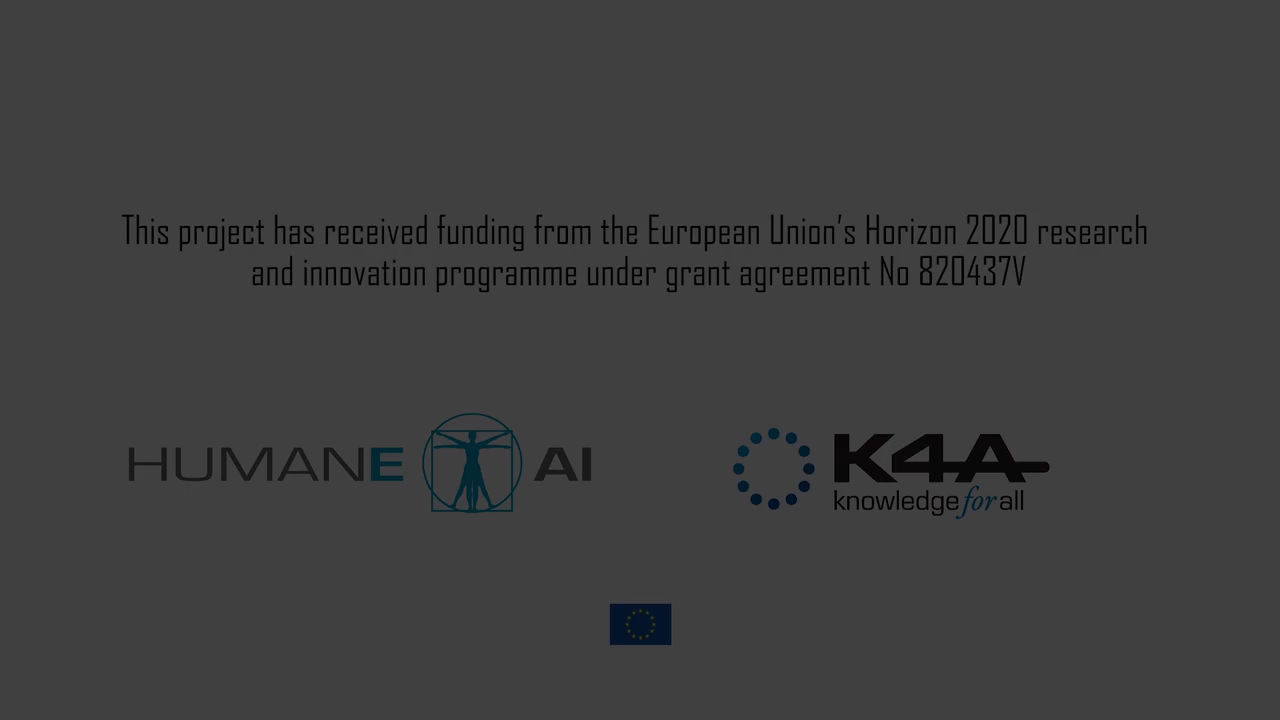 This project has received funding from the European Union's Horizon 2020 research
and innovation programme under grant agreement No 820437V
HUMANE AI
K4A
knowledge for all